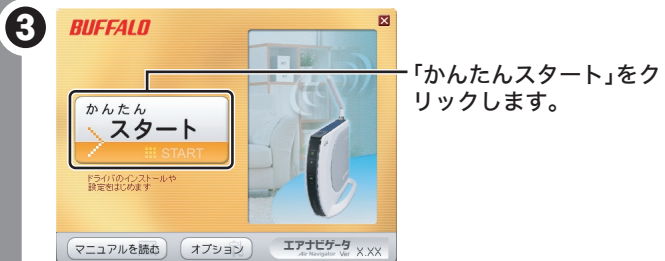 3
BUFFALO
「かんたんスタート」をク
リックします。
かんたん
スタート
START
ドライバのインストールや
設定をはじめます
マニュアルを読む
オプション
エアナビゲータ
Air Navigator Ver X.XX